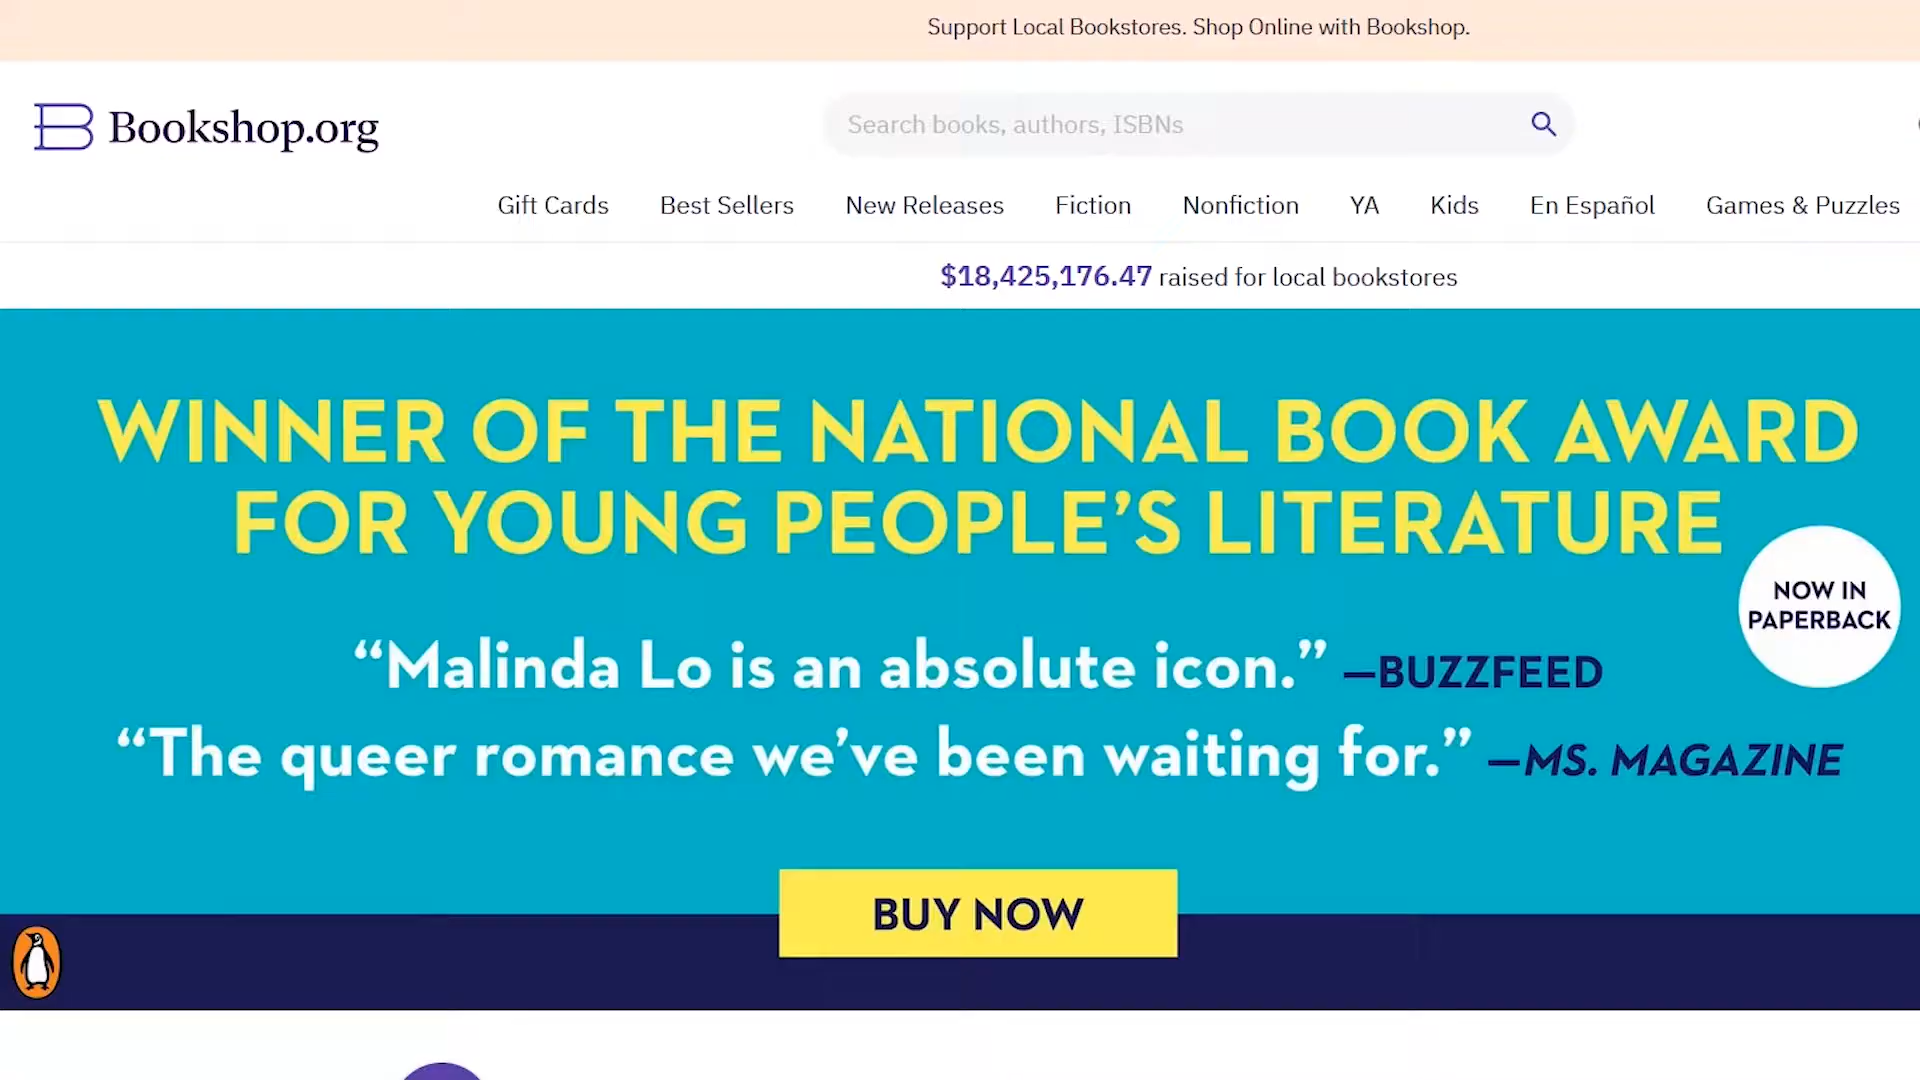 Support Local Bookstores. Shop Online with Bookshop.
Bookshop.org
Search books, authors, ISBNs
Gift Cards Best Sellers New Releases Fiction Nonfiction YA Kids En Español Games & Puzzles
$18,425,176.47 raised for local bookstores
WINNER OF THE NATIONAL BOOK AWARD
FOR YOUNG PEOPLE’S LITERATURE
NOW IN
PAPERBACK
“Malinda Lo is an absolute icon.” —BUZZFEED
“The queer romance we’ve been waiting for.” —MS. MAGAZINE
BUY NOW